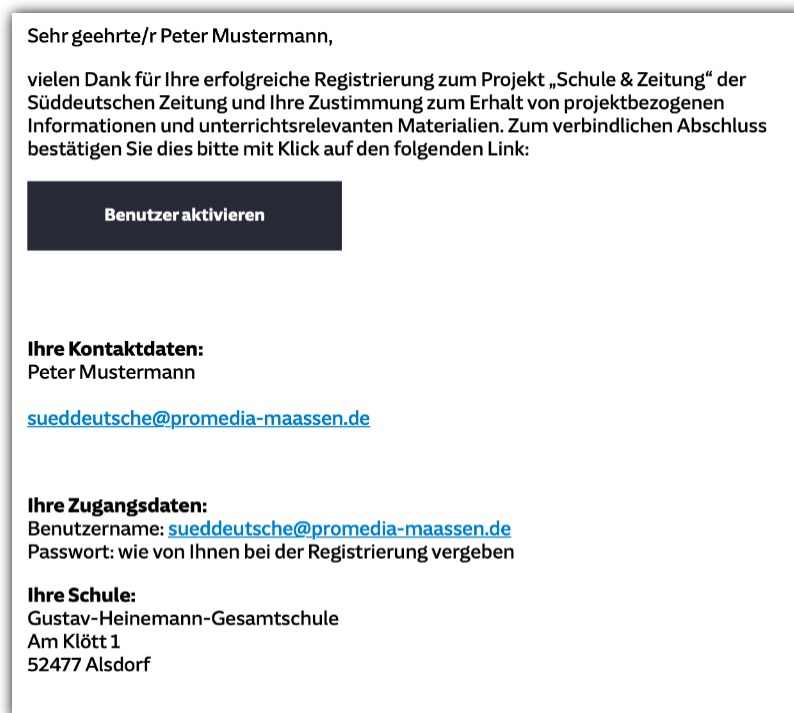 Sehr geehrte/r Peter Mustermann,
vielen Dank für Ihre erfolgreiche Registrierung zum Projekt „Schule & Zeitung“ der
Süddeutschen Zeitung und Ihre Zustimmung zum Erhalt von projektbezogenen
Informationen und unterrichtsrelevanten Materialien. Zum verbindlichen Abschluss
bestätigen Sie dies bitte mit Klick auf den folgenden Link:
Benutzer aktivieren
Ihre Kontaktdaten:
Peter Mustermann
sueddeutsche@promedia-maassen.de
Ihre Zugangsdaten:
Benutzername: sueddeutsche@promedia-maassen.de
Passwort: wie von Ihnen bei der Registrierung vergeben
Ihre Schule:
Gustav-Heinemann-Gesamtschule
Am Klött 1
52477 Alsdorf